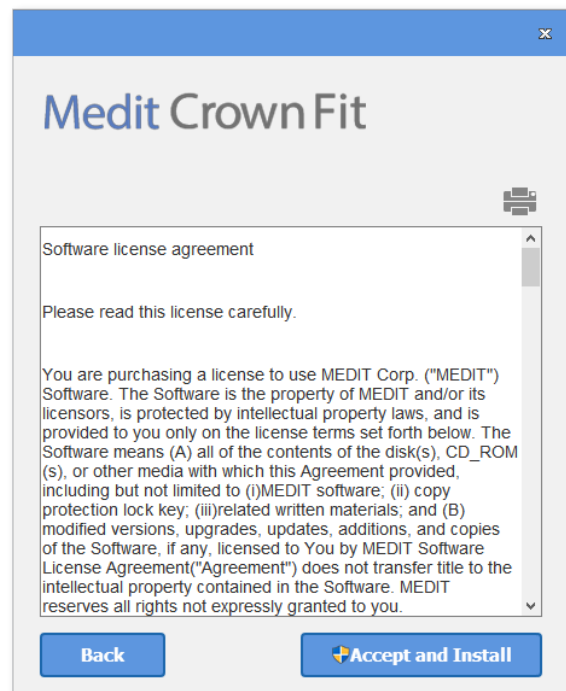 Medit Crown Fit
Software license agreement
Please read this license carefully.
You are purchasing a license to use MEDIT Corp. ("MEDIT")
Software. The Software is the property of MEDIT and/or its
licensors, is protected by intellectual property laws, and is
provided to you only on the license terms set forth below. The
Software means (A) all of the contents of the disk(s), CD_ROM
(s), or other media with which this Agreement provided,
including but not limited to (i)MEDIT software; (ii) copy
protection lock key; (iii)related written materials; and (B)
modified versions, upgrades, updates, additions, and copies
of the Software, if any, licensed to You by MEDIT Software
License Agreement("Agreement") does not transfer title to the
intellectual property contained in the Software. MEDIT
reserves all rights not expressly granted to you.
Back
Accept and Install